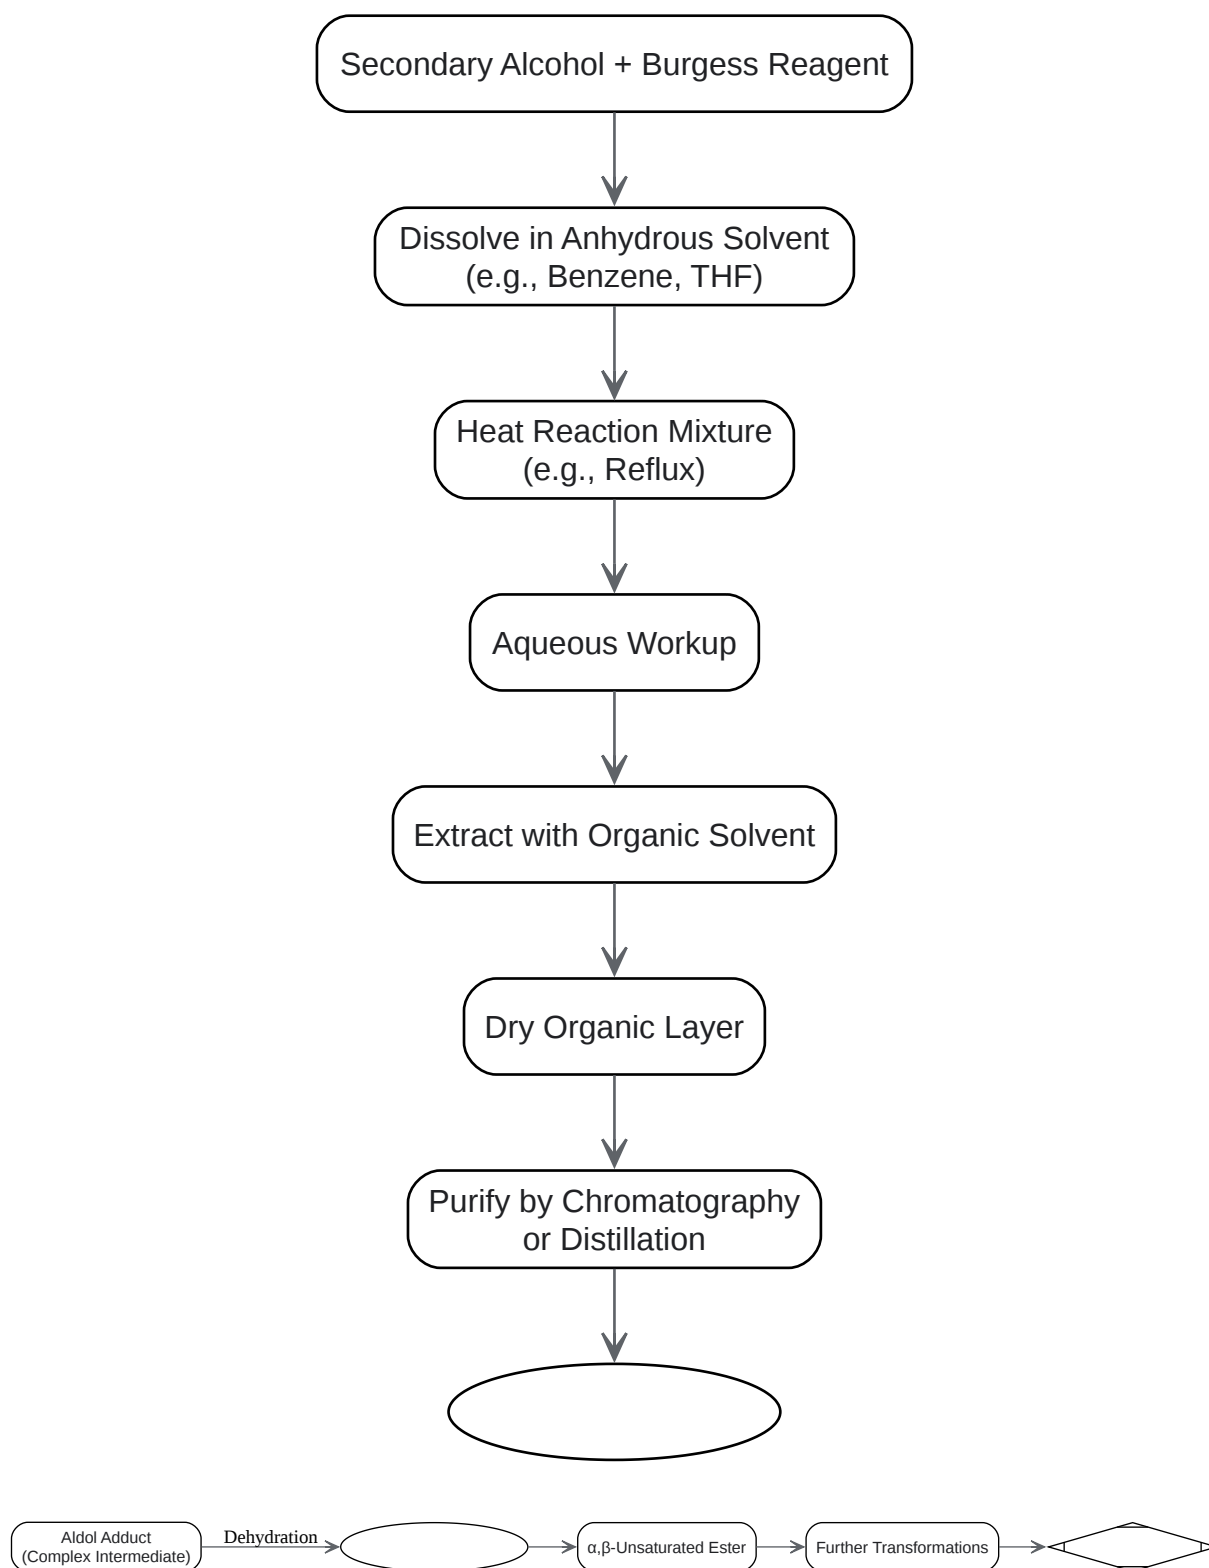 Secondary Alcohol + Burgess Reagent
Dissolve in Anhydrous Solvent
(e.g., Benzene, THF)
Heat Reaction Mixture
(e.g., Reflux)
Aqueous Workup
Extract with Organic Solvent
Dry Organic Layer
Purify by Chromatography
or Distillation
Aldol Adduct
(Complex Intermediate)
Dehydration
α,β-Unsaturated Ester
Further Transformations